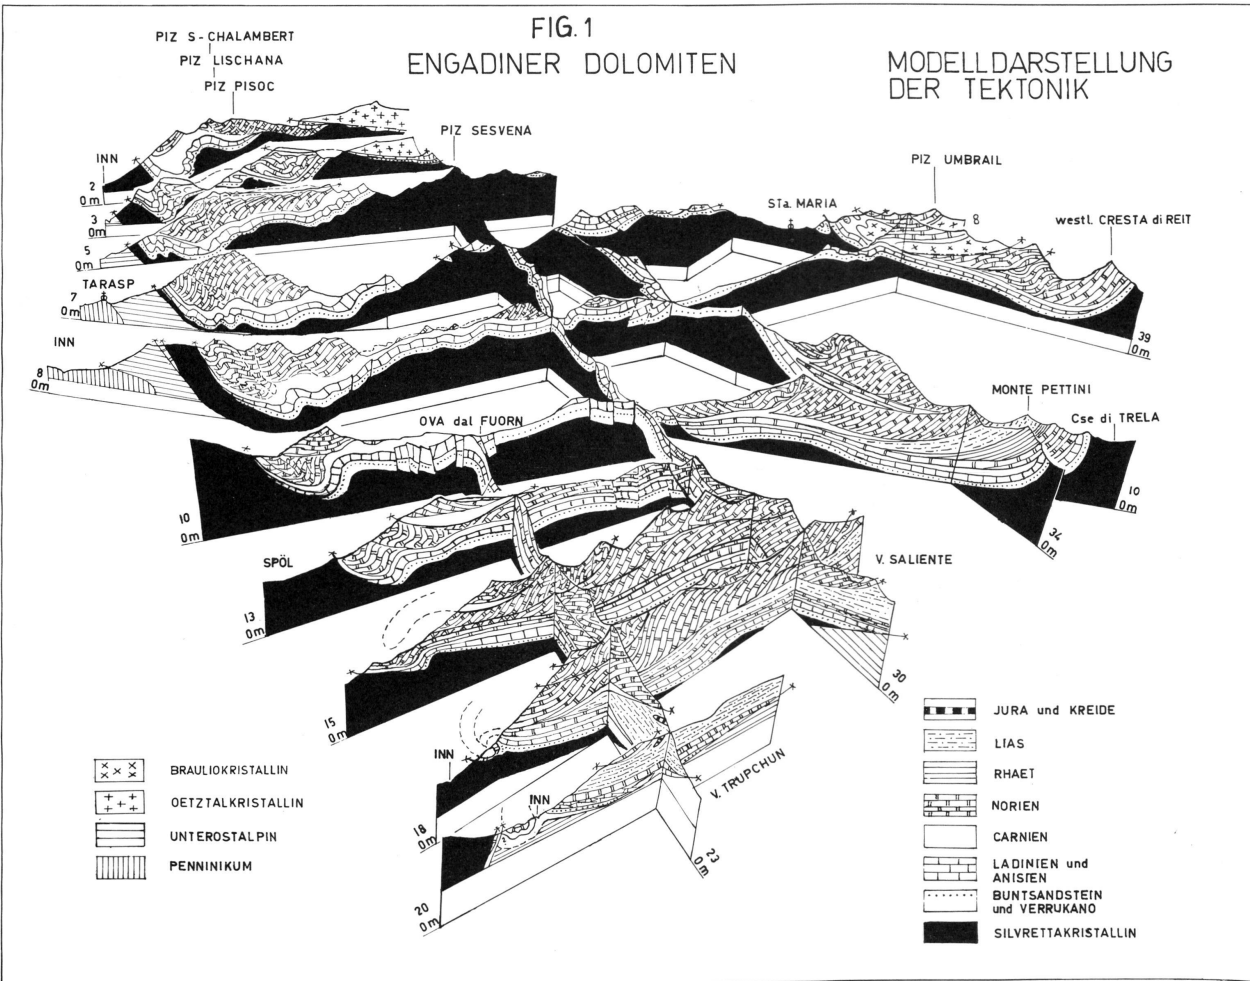 FIG. 1
ENGADINER DOLOMITEN
MODELLDARSTELLUNG
DER TEKTONIK
PIZ S-CHALAMBERT
PIZ LISCHANA
PIZ PISOC
PIZ SESVENA
INN
2
0m
3
0m
5
0m
TARASP
7
0m
INN
8
0m
PIZ UMBRAIL
STa. MARIA
8
westl. CRESTA di REIT
39
0m
MONTE PETTINI
Cse di TRELA
10
0m
34
0m
OVA dal FUORN
10
0m
SPÖL
13
0m
V. SALIENTE
30
0m
15
0m
INN
18
0m
INN
V. TRUPCHUN
23
0m
20
0m
BRAULIOKRISTALLIN
OETZTALKRISTALLIN
UNTEROSTALPIN
PENNINIKUM
JURA und KREIDE
LIAS
RHAET
NORIEN
CARNIEN
LADINIEN und
ANISIEN
BUNTSANDSTEIN
und VERRUKANO
SILVRETTAKRISTALLIN